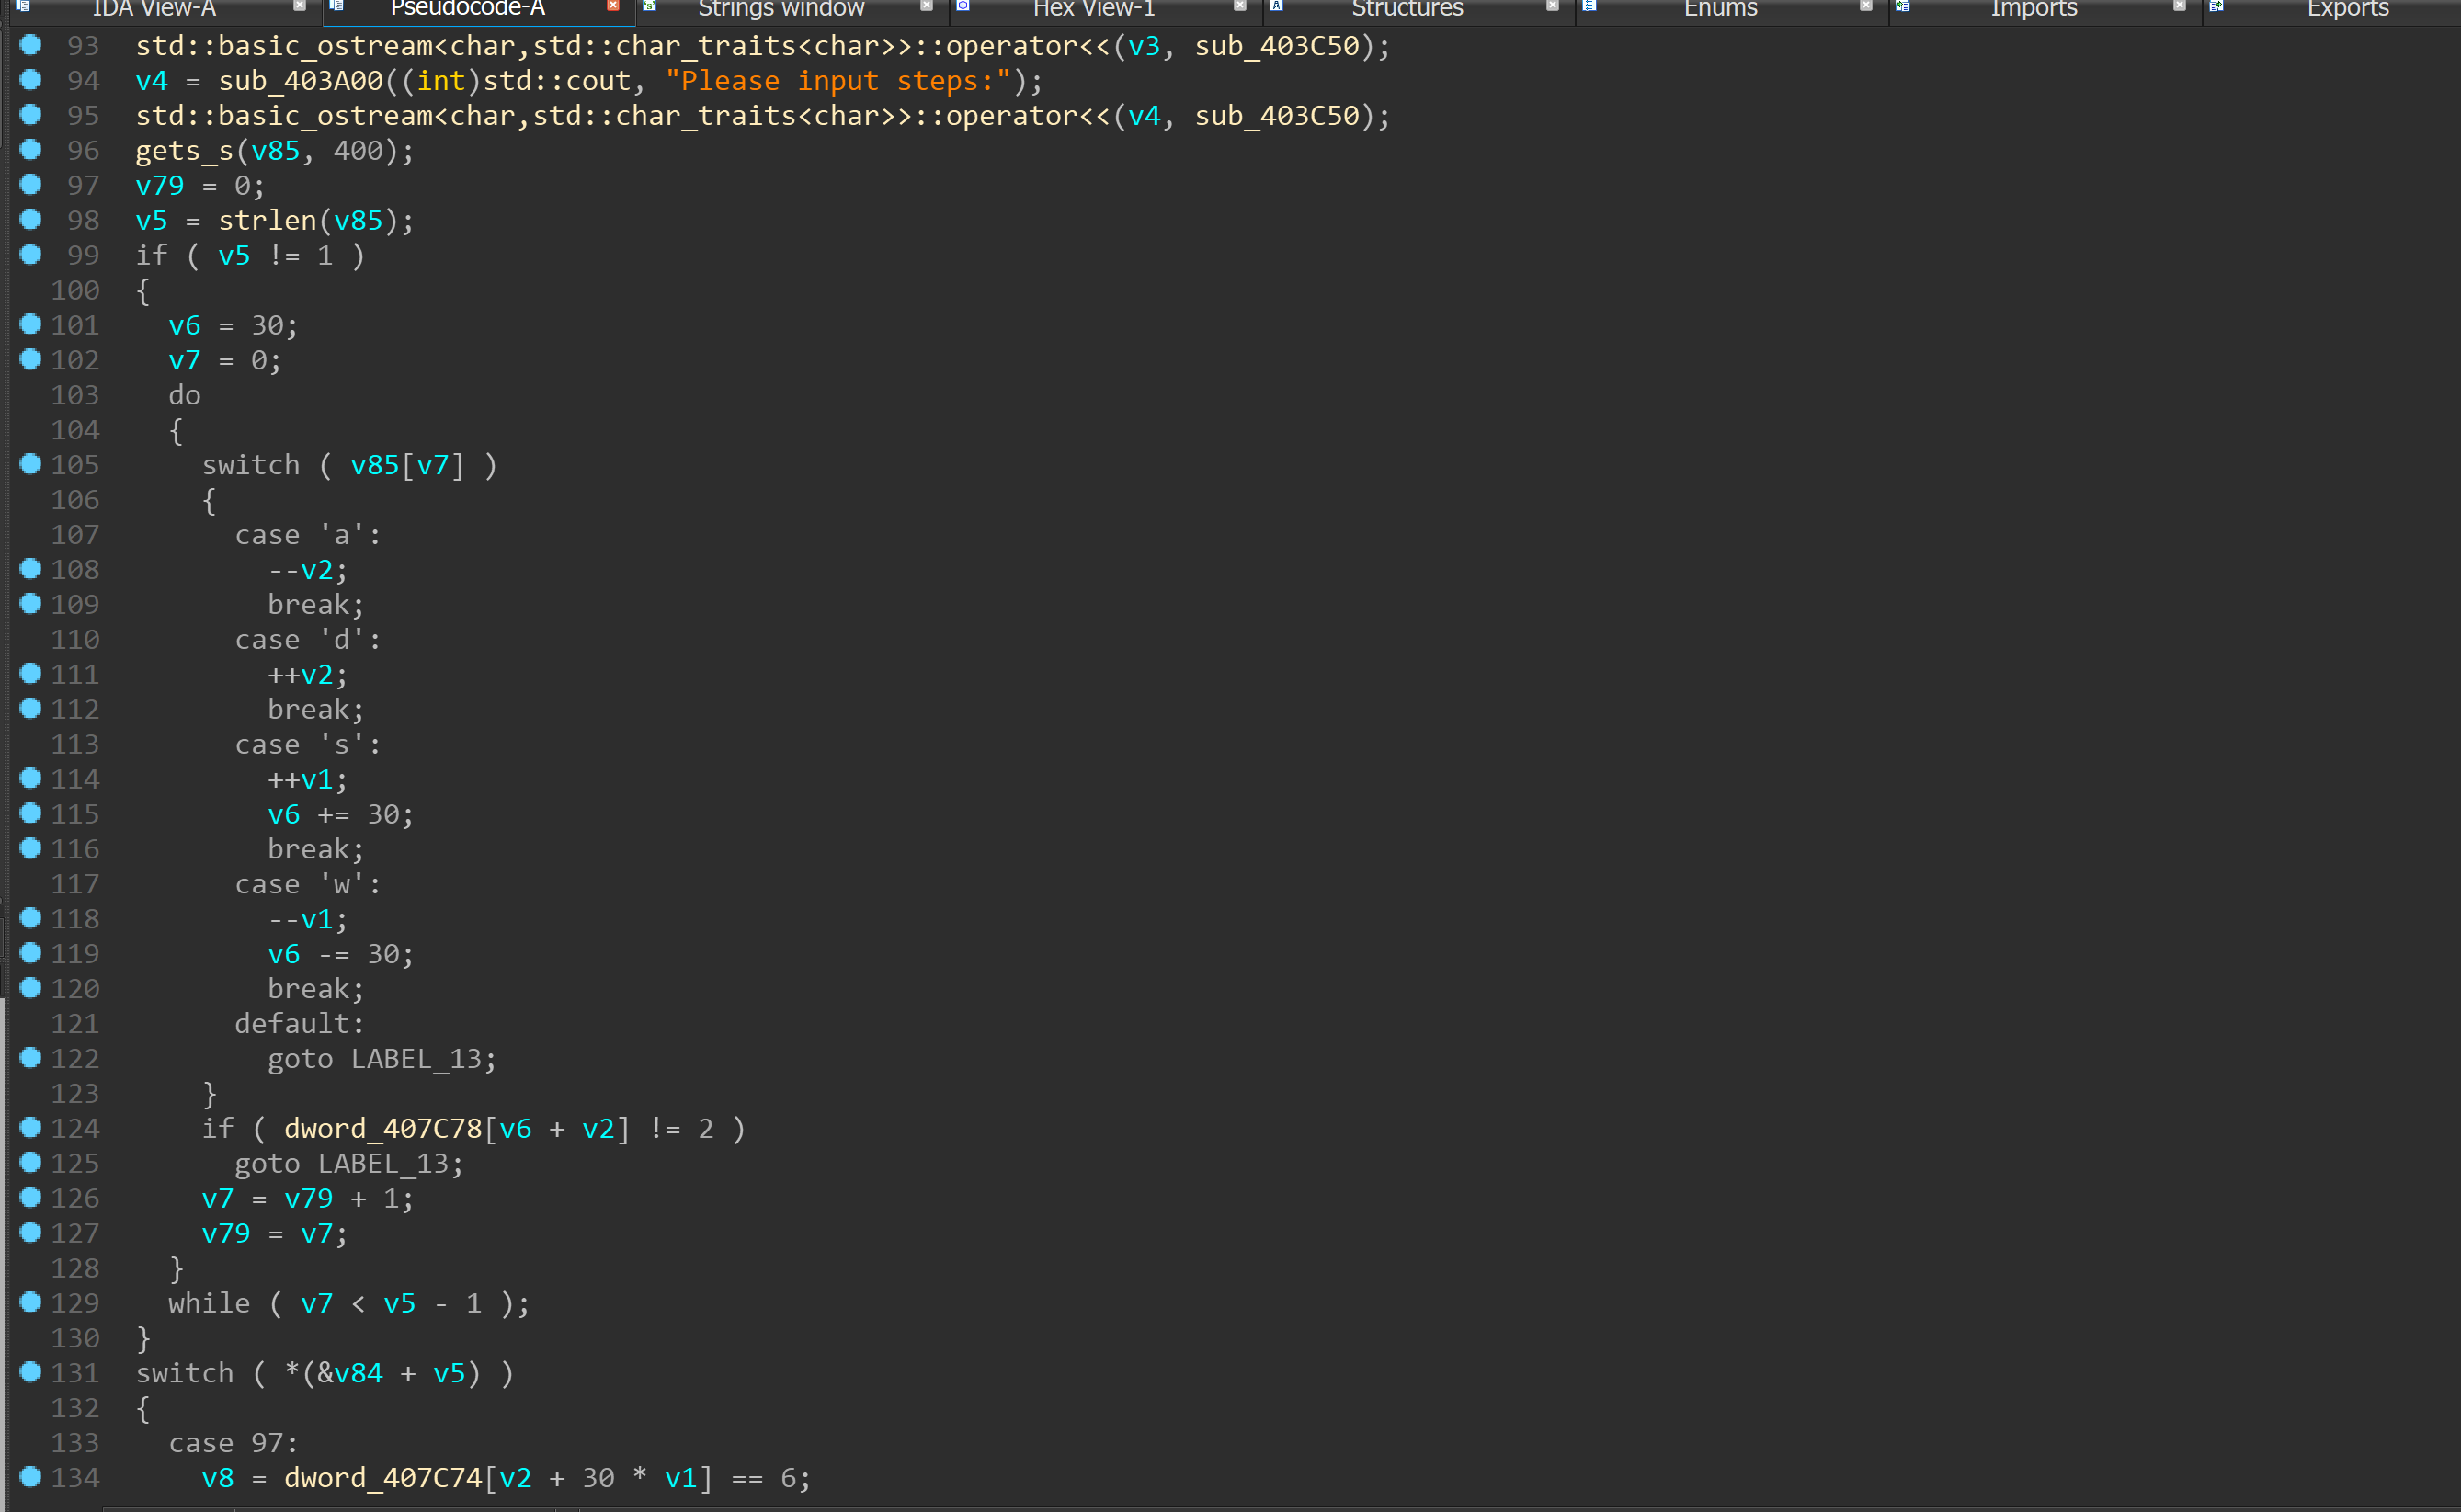 IDA View-A Pseudocode-A Strings window Hex View-1 Structures Enums Imports Exports
93 std::basic_ostream<char,std::char_traits<char>>::operator<<(v3, sub_403C50);
94 v4 = sub_403A00((int)std::cout, "Please input steps:");
95 std::basic_ostream<char,std::char_traits<char>>::operator<<(v4, sub_403C50);
96 gets_s(v85, 400);
97 v79 = 0;
98 v5 = strlen(v85);
99 if ( v5 != 1 )
100 {
101 v6 = 30;
102 v7 = 0;
103 do
104 {
105 switch ( v85[v7] )
106 {
107 case 'a':
108 --v2;
109 break;
110 case 'd':
111 ++v2;
112 break;
113 case 's':
114 ++v1;
115 v6 += 30;
116 break;
117 case 'w':
118 --v1;
119 v6 -= 30;
120 break;
121 default:
122 goto LABEL_13;
123 }
124 if ( dword_407C78[v6 + v2] != 2 )
125 goto LABEL_13;
126 v7 = v79 + 1;
127 v79 = v7;
128 }
129 while ( v7 < v5 - 1 );
130 }
131 switch ( *(&v84 + v5) )
132 {
133 case 97:
134 v8 = dword_407C74[v2 + 30 * v1] == 6;